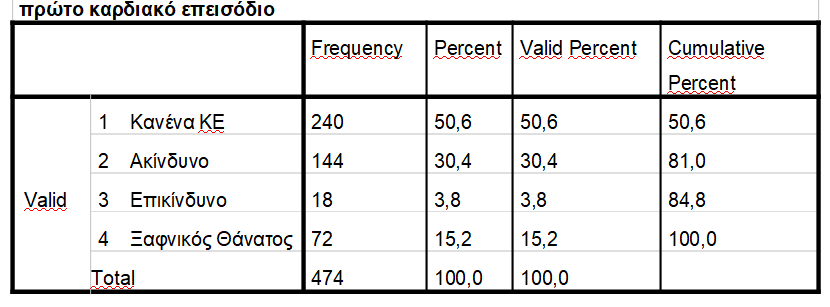 πρώτο καρδιακό επεισόδιο
Frequency Percent Valid Percent Cumulative Percent
Valid 1 Κανένα ΚΕ 240 50,6 50,6 50,6
2 Ακίνδυνο 144 30,4 30,4 81,0
3 Επικίνδυνο 18 3,8 3,8 84,8
4 Ξαφνικός Θάνατος 72 15,2 15,2 100,0
Total 474 100,0 100,0